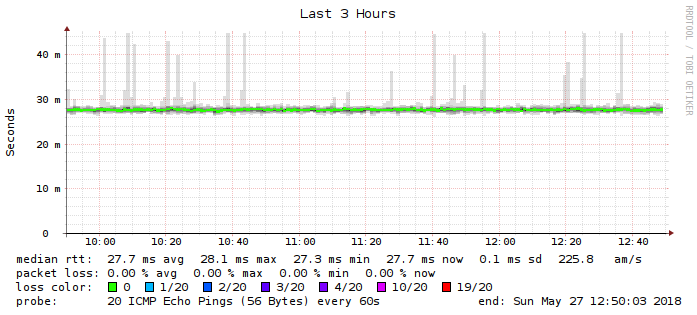 Last 3 Hours
RRDTOOL / TOBI OETIKER
Seconds
40 m
30 m
20 m
10 m
0
10:00 10:20 10:40 11:00 11:20 11:40 12:00 12:20 12:40
median rtt: 27.7 ms avg 28.1 ms max 27.3 ms min 27.7 ms now 0.1 ms sd 225.8 am/s
packet loss: 0.00 % avg 0.00 % max 0.00 % min 0.00 % now
loss color: 0 1/20 2/20 3/20 4/20 10/20 19/20
probe: 20 ICMP Echo Pings (56 Bytes) every 60s end: Sun May 27 12:50:03 2018